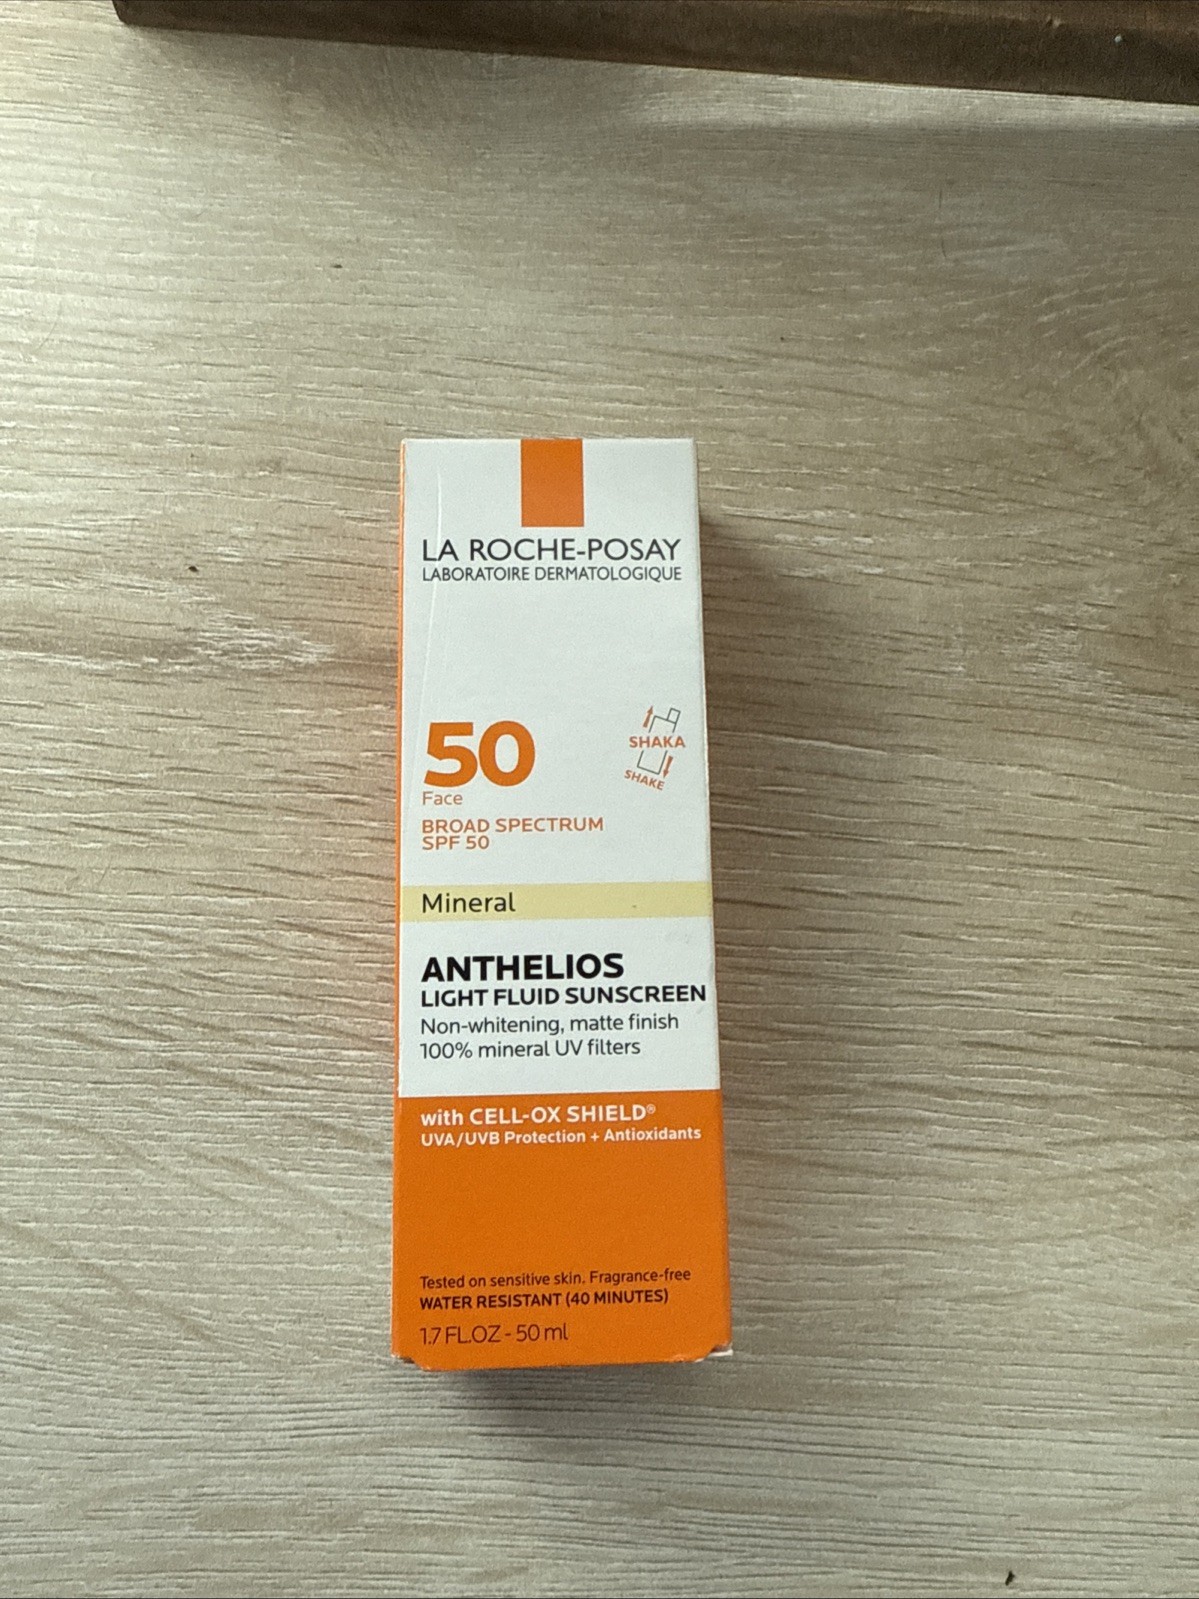 LA ROCHE-POSAY
LABORATOIRE DERMATOLOGIQUE
50
Face
SHAKA
SHAKE
BROAD SPECTRUM
SPF 50
Mineral
ANTHELIOS
LIGHT FLUID SUNSCREEN
Non-whitening, matte finish
100% mineral UV filters
with CELL-OX SHIELD®
UVA/UVB Protection + Antioxidants
Tested on sensitive skin. Fragrance-free
WATER RESISTANT (40 MINUTES)
1.7 FL.OZ - 50 ml